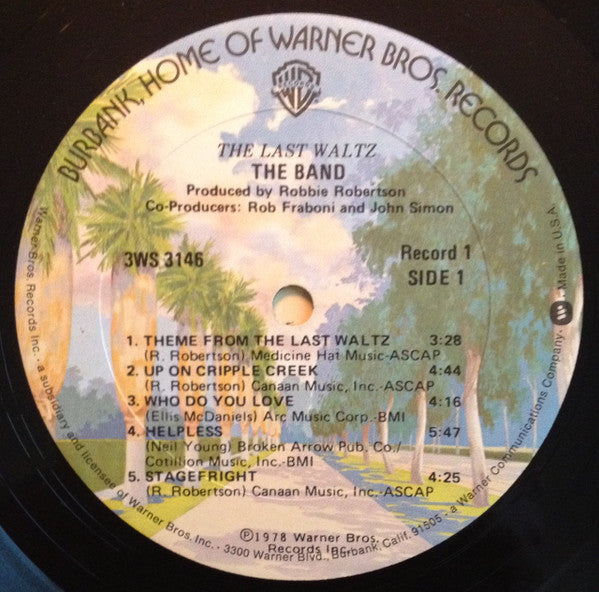 BURBANK, HOME OF WARNER BROS. RECORDS
THE LAST WALTZ
THE BAND
Produced by Robbie Robertson
Co-Producers: Rob Fraboni and John Simon
3WS 3146
Record 1
SIDE 1
1. THEME FROM THE LAST WALTZ 3:28
(R. Robertson) Medicine Hat Music-ASCAP
2. UP ON CRIPPLE CREEK 4:44
(R. Robertson) Canaan Music, Inc.-ASCAP
3. WHO DO YOU LOVE 4:16
(Ellis McDaniels) Arc Music Corp.-BMI
4. HELPLESS 5:47
(Neil Young) Broken Arrow Pub. Co./
Cotillion Music, Inc.-BMI
5. STAGEFRIGHT 4:25
(R. Robertson) Canaan Music, Inc.-ASCAP
℗1978 Warner Bros.
Records Inc.
Warner Bros. Records Inc. • a subsidiary and licensee of Warner Bros. Inc. • 3300 Warner Blvd., Burbank, Calif. 91505 • a Warner Communications Company. • Made in U.S.A.